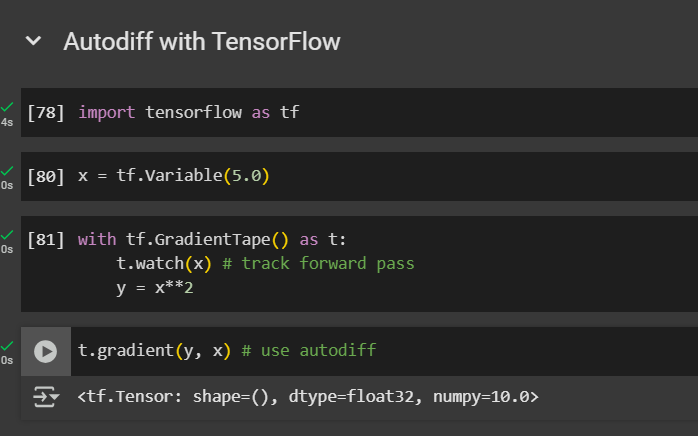 Autodiff with TensorFlow
4s
[78] import tensorflow as tf
0s
[80] x = tf.Variable(5.0)
0s
[81] with tf.GradientTape() as t:
t.watch(x) # track forward pass
y = x**2
0s
t.gradient(y, x) # use autodiff
<tf.Tensor: shape=(), dtype=float32, numpy=10.0>